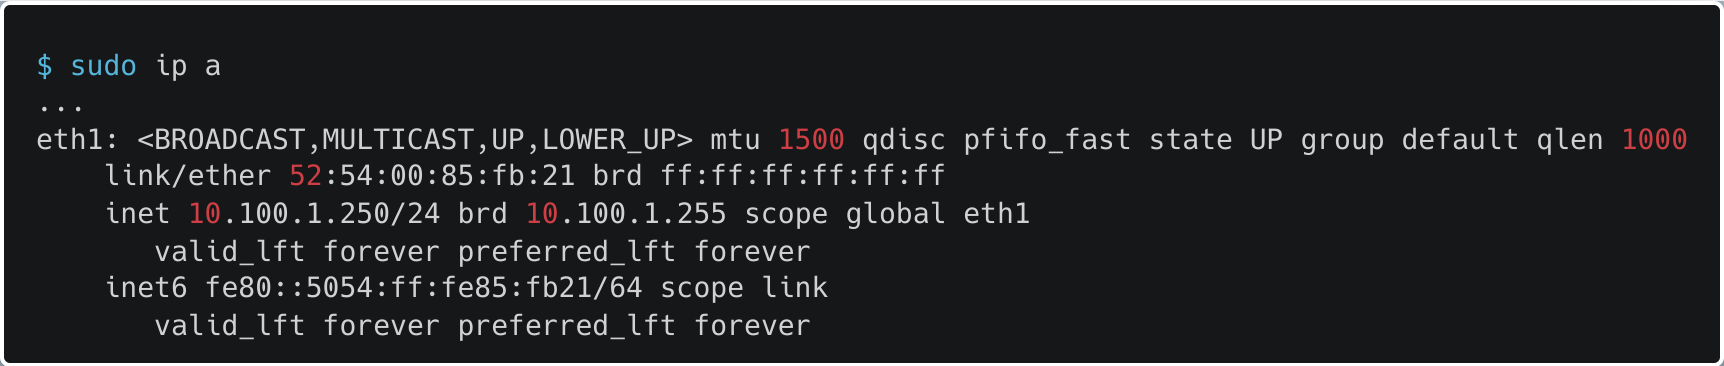 $ sudo ip a
...
eth1: <BROADCAST,MULTICAST,UP,LOWER_UP> mtu 1500 qdisc pfifo_fast state UP group default qlen 1000
    link/ether 52:54:00:85:fb:21 brd ff:ff:ff:ff:ff:ff
    inet 10.100.1.250/24 brd 10.100.1.255 scope global eth1
       valid_lft forever preferred_lft forever
    inet6 fe80::5054:ff:fe85:fb21/64 scope link
       valid_lft forever preferred_lft forever